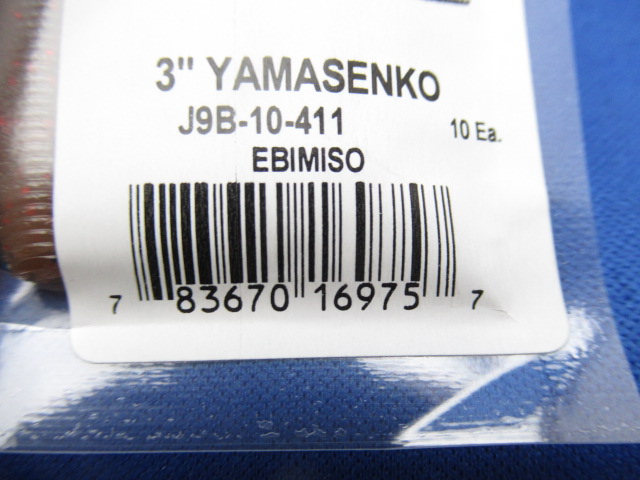 3" YAMASENKO
J9B-10-411 10 Ea.
EBIMISO
7 83670 16975 7